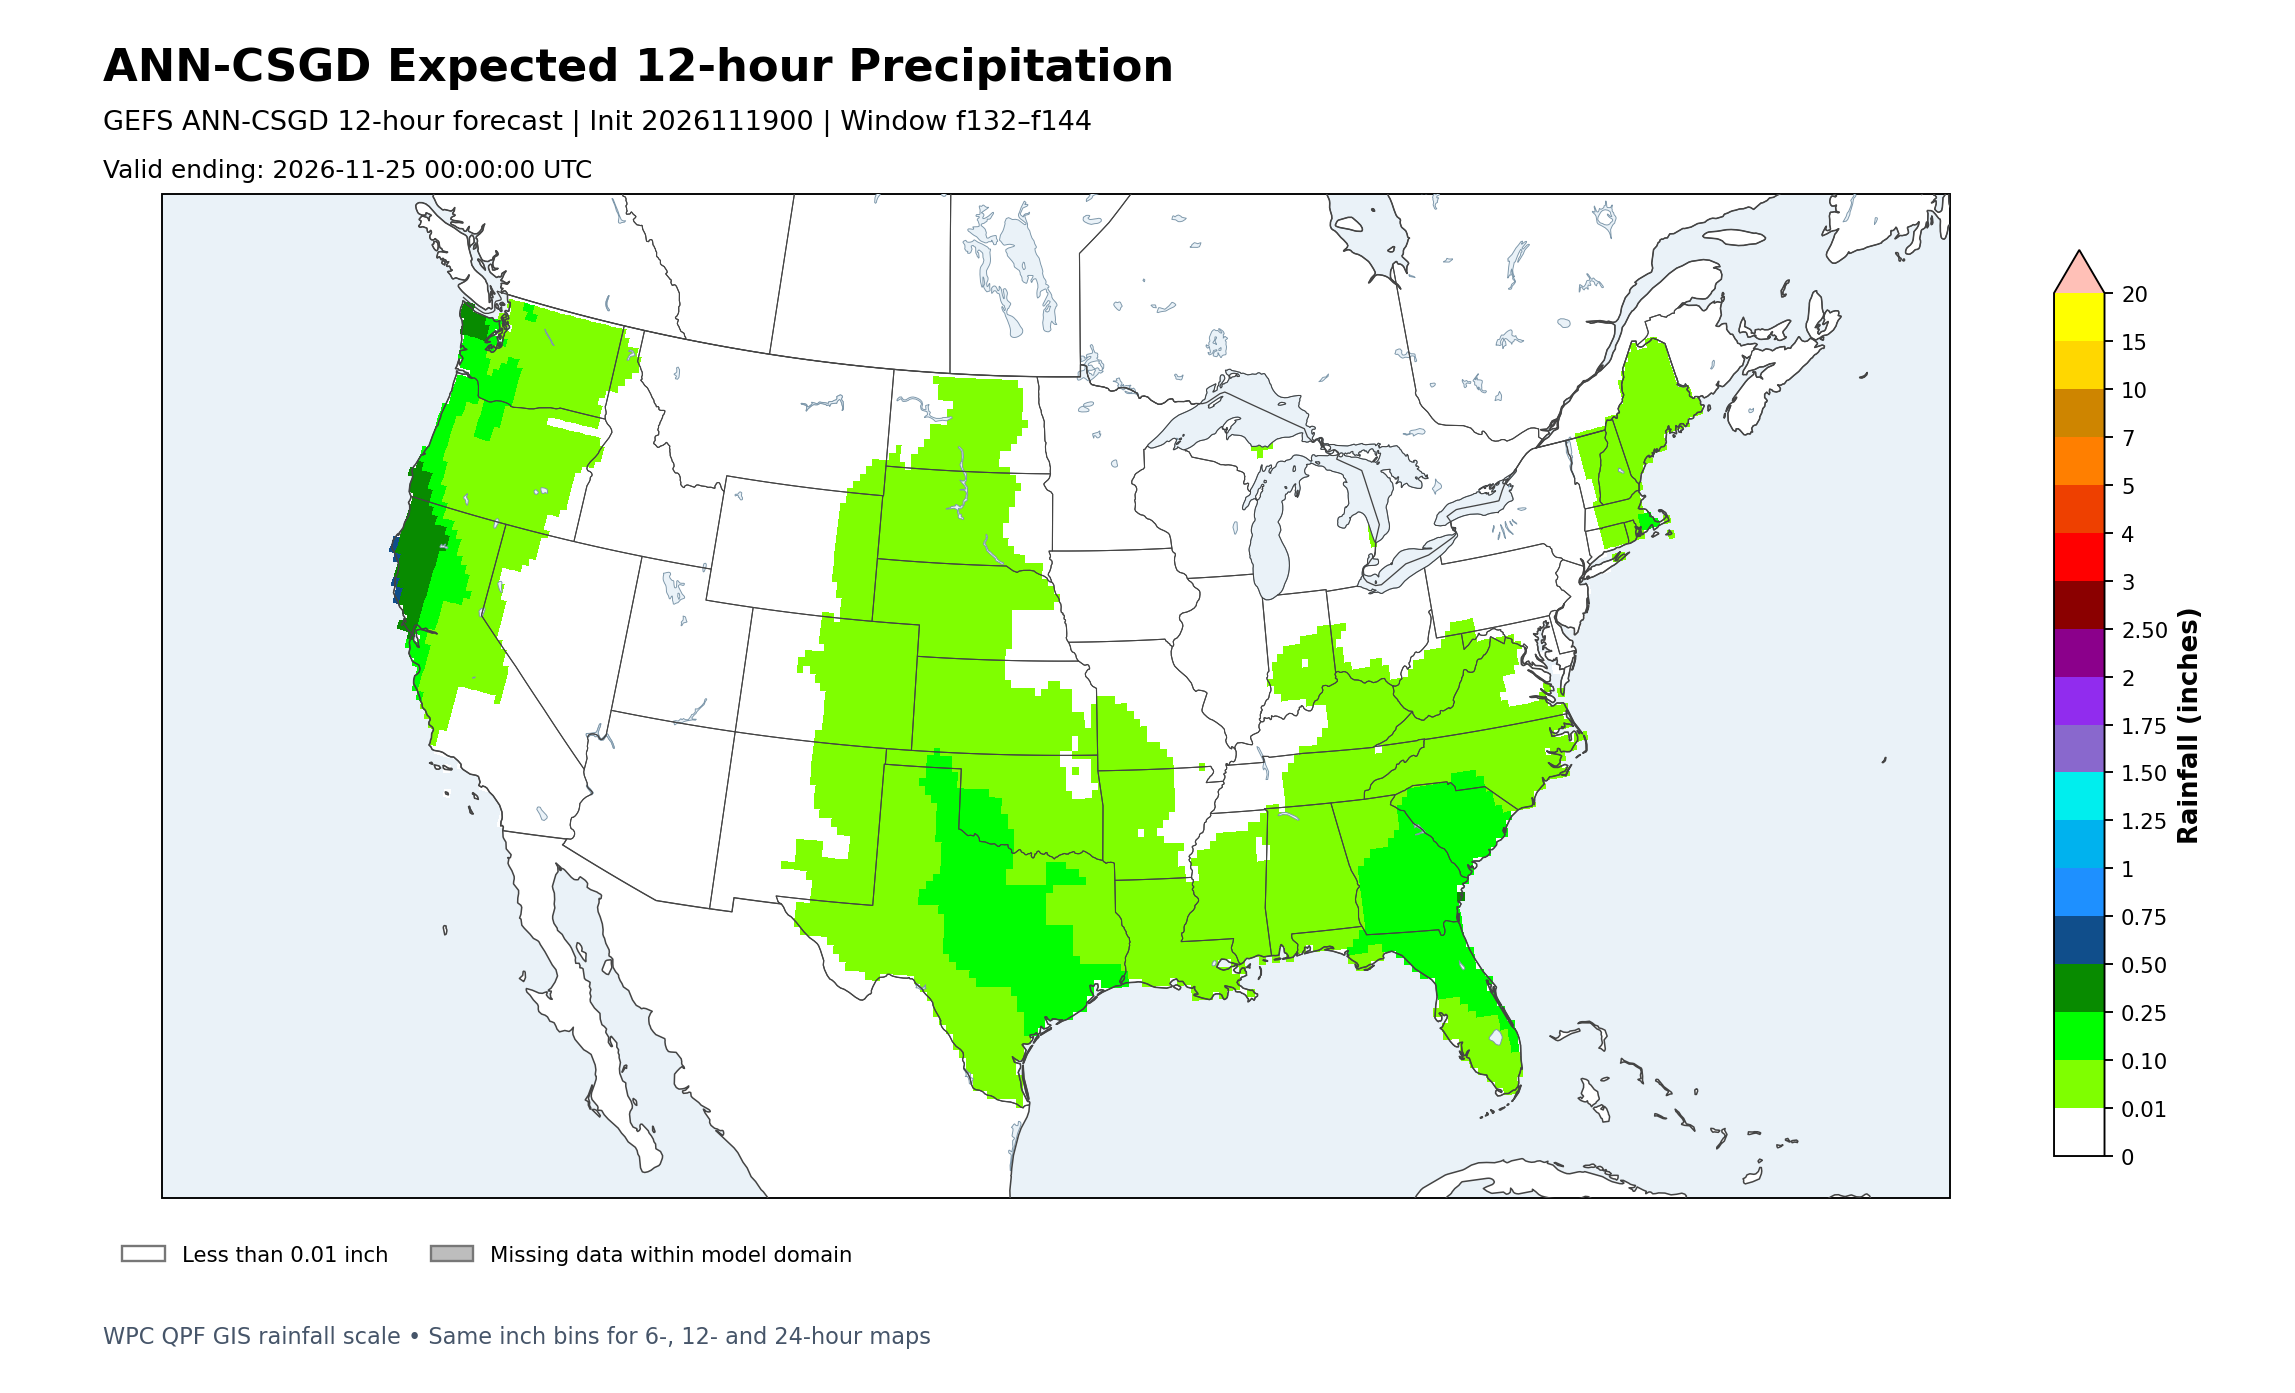 ANN-CSGD Expected 12-hour Precipitation
GEFS ANN-CSGD 12-hour forecast | Init 2026111900 | Window f132–f144
Valid ending: 2026-11-25 00:00:00 UTC
20
15
10
7
5
4
3
2.50
2
1.75
1.50
1.25
1
0.75
0.50
0.25
0.10
0.01
0
Rainfall (inches)
Less than 0.01 inch
Missing data within model domain
WPC QPF GIS rainfall scale • Same inch bins for 6-, 12- and 24-hour maps